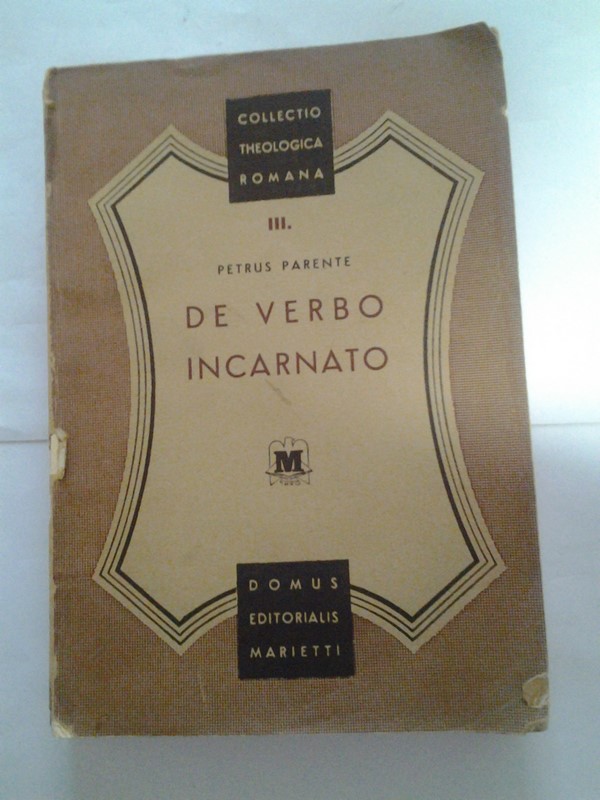 COLLECTIO
THEOLOGICA
ROMANA
III.
PETRUS PARENTE
DE VERBO
INCARNATO
M
DOMUS
EDITORIALIS
MARIETTI